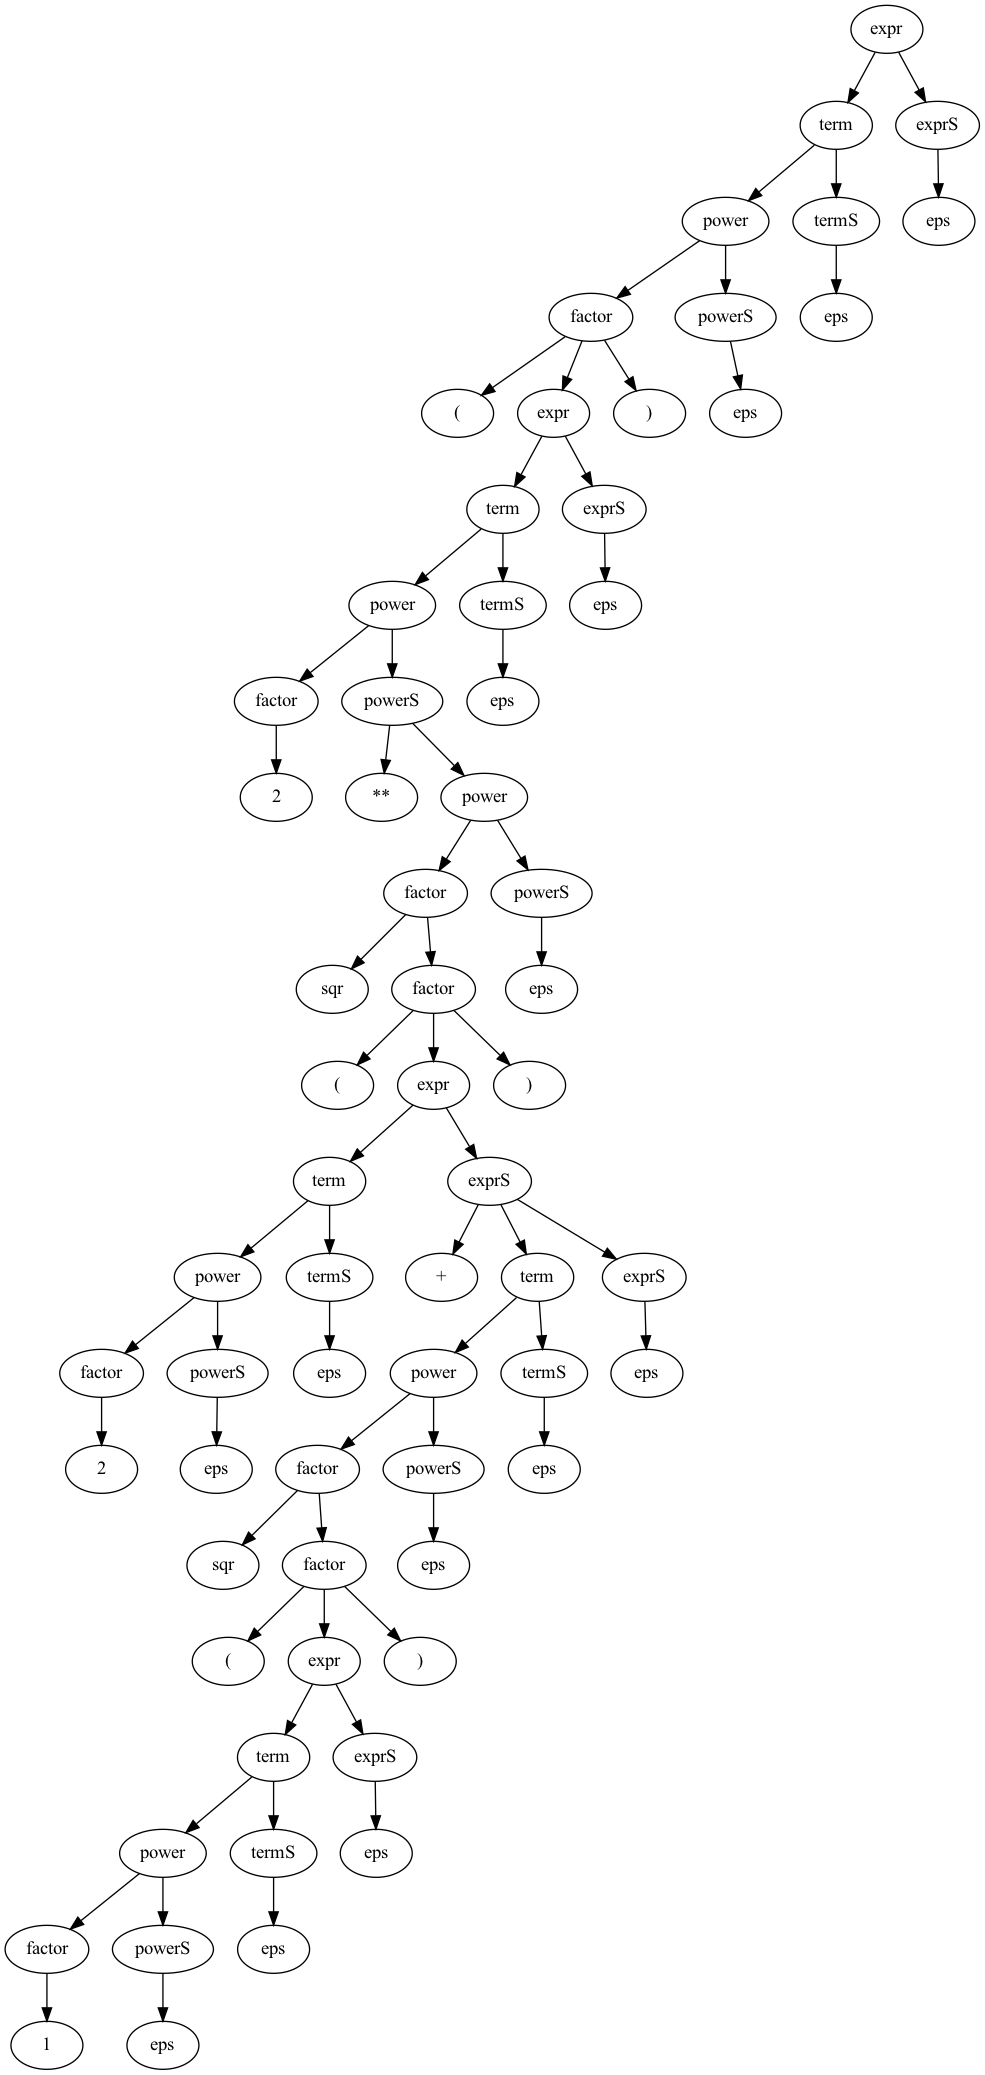 expr
term exprS
power termS eps
factor powerS eps
( expr ) eps
term exprS
power termS eps
factor powerS eps
2 ** power
factor powerS
sqr factor eps
( expr )
term exprS
power termS + term exprS
factor powerS eps power termS eps
2 eps factor powerS eps
sqr factor eps
( expr )
term exprS
power termS eps
factor powerS eps
1 eps